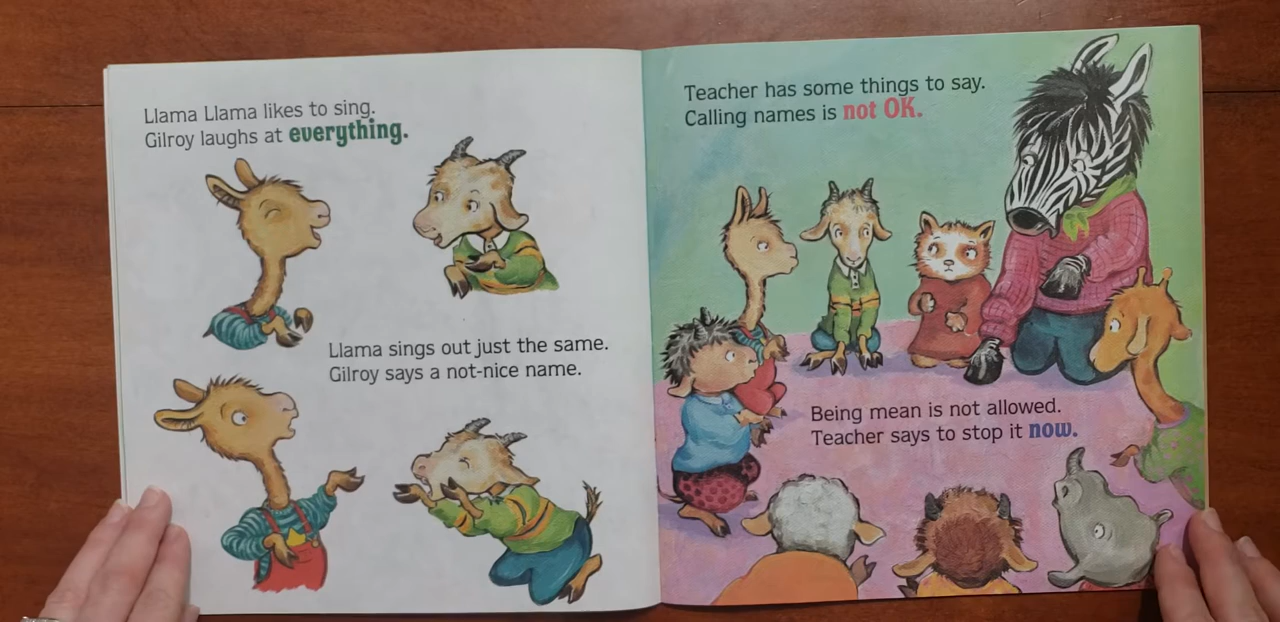 Llama Llama likes to sing.
Gilroy laughs at everything.
Llama sings out just the same.
Gilroy says a not-nice name.
Teacher has some things to say.
Calling names is not OK.
Being mean is not allowed.
Teacher says to stop it now.